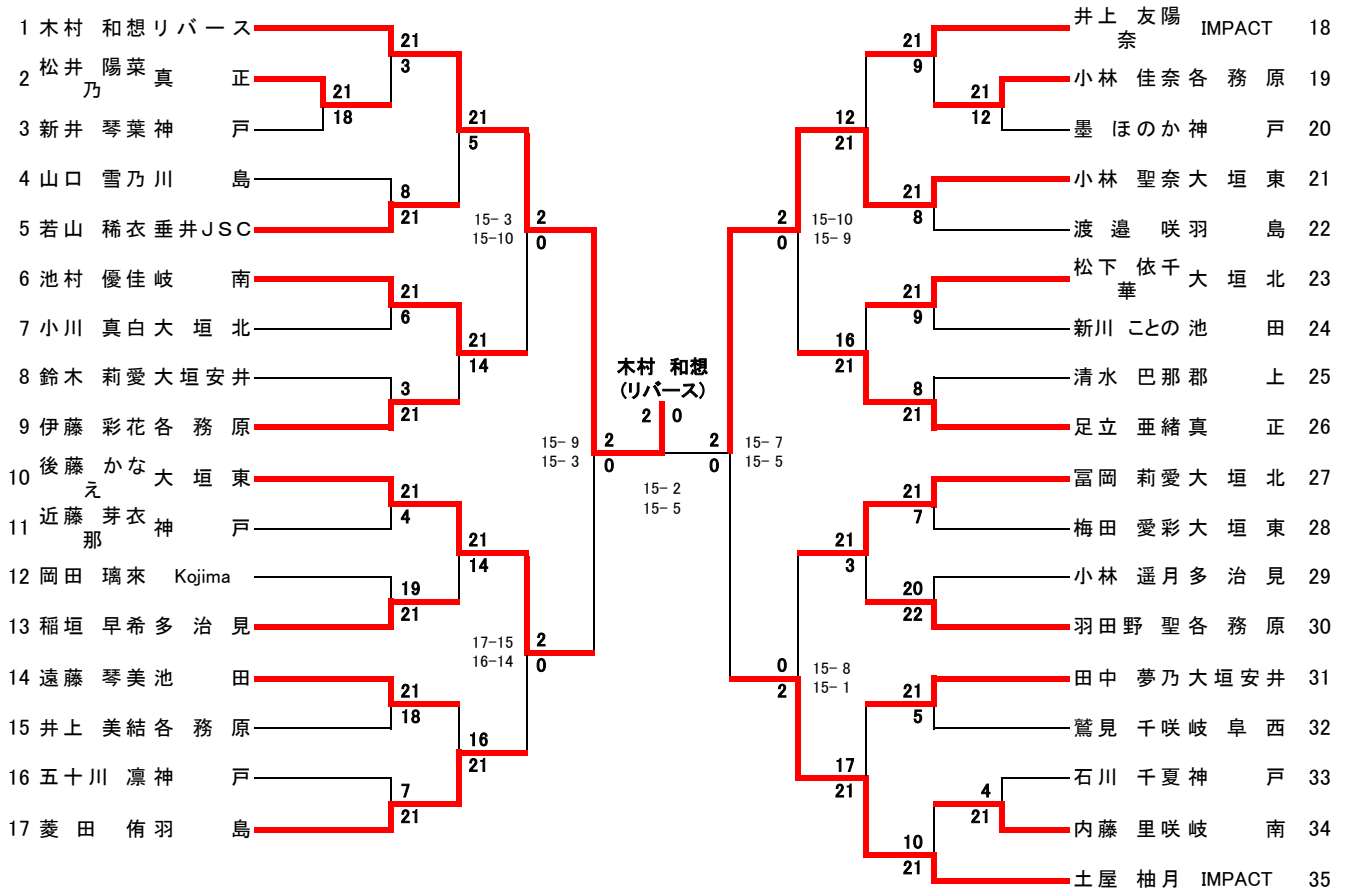 1 木村 和想 リバース
2 松井 陽菜乃 真正
3 新井 琴葉 神戸
4 山口 雪乃 川島
5 若山 稀衣 垂井JSC
6 池村 優佳 岐南
7 小川 真白 大垣北
8 鈴木 莉愛 大垣安井
9 伊藤 彩花 各務原
10 後藤 かなえ 大垣東
11 近藤 芽衣那 神戸
12 岡田 璃來 Kojima
13 稲垣 早希 多治見
14 遠藤 琴美 池田
15 井上 美結 各務原
16 五十川 凛 神戸
17 菱田 侑 羽島
21
3
21
18
21
5
8
21
15- 3
15-10
2
0
21
6
21
14
3
21
15- 9
15- 3
2
0
21
4
21
14
19
21
17-15
16-14
2
0
21
18
16
21
7
21
木村 和想
(リバース)
2 0
15- 2
15- 5
21
9
21
12
12
21
21
8
2
0
15-10
15- 9
21
9
16
21
8
21
2
0
15- 7
15- 5
21
7
21
3
20
22
0
2
15- 8
15- 1
21
5
17
21
4
21
10
21
井上 友陽奈 IMPACT 18
小林 佳奈 各務原 19
墨 ほのか 神戸 20
小林 聖奈 大垣東 21
渡邉 咲 羽島 22
松下 依千華 大垣北 23
新川 ことの 池田 24
清水 巴那 郡上 25
足立 亜緒 真正 26
冨岡 莉愛 大垣北 27
梅田 愛彩 大垣東 28
小林 遥月 多治見 29
羽田野 聖 各務原 30
田中 夢乃 大垣安井 31
鷲見 千咲 岐阜西 32
石川 千夏 神戸 33
内藤 里咲 岐南 34
土屋 柚月 IMPACT 35